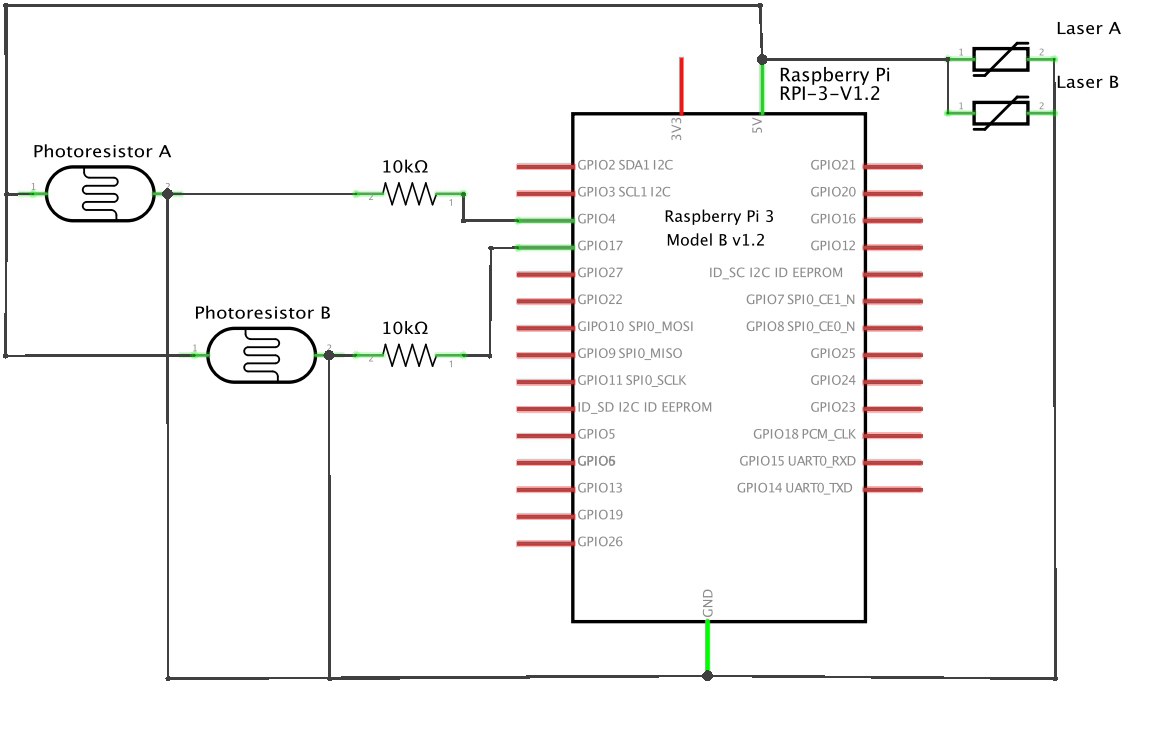 Laser A
1
2
Raspberry Pi
RPI-3-V1.2
Laser B
1
2
3V3
5V
Photoresistor A
1
2
10kΩ
2
1
Photoresistor B
1
2
10kΩ
2
1
Raspberry Pi 3
Model B v1.2
GPIO2 SDA1 I2C
GPIO3 SCL1 I2C
GPIO4
GPIO17
GPIO27
GPIO22
GIPO10 SPI0_MOSI
GPIO9 SPI0_MISO
GPIO11 SPI0_SCLK
ID_SD I2C ID EEPROM
GPIO5
GPIO6
GPIO13
GPIO19
GPIO26
GPIO21
GPIO20
GPIO16
GPIO12
ID_SC I2C ID EEPROM
GPIO7 SPI0_CE1_N
GPIO8 SPI0_CE0_N
GPIO25
GPIO24
GPIO23
GPIO18 PCM_CLK
GPIO15 UART0_RXD
GPIO14 UART0_TXD
GND